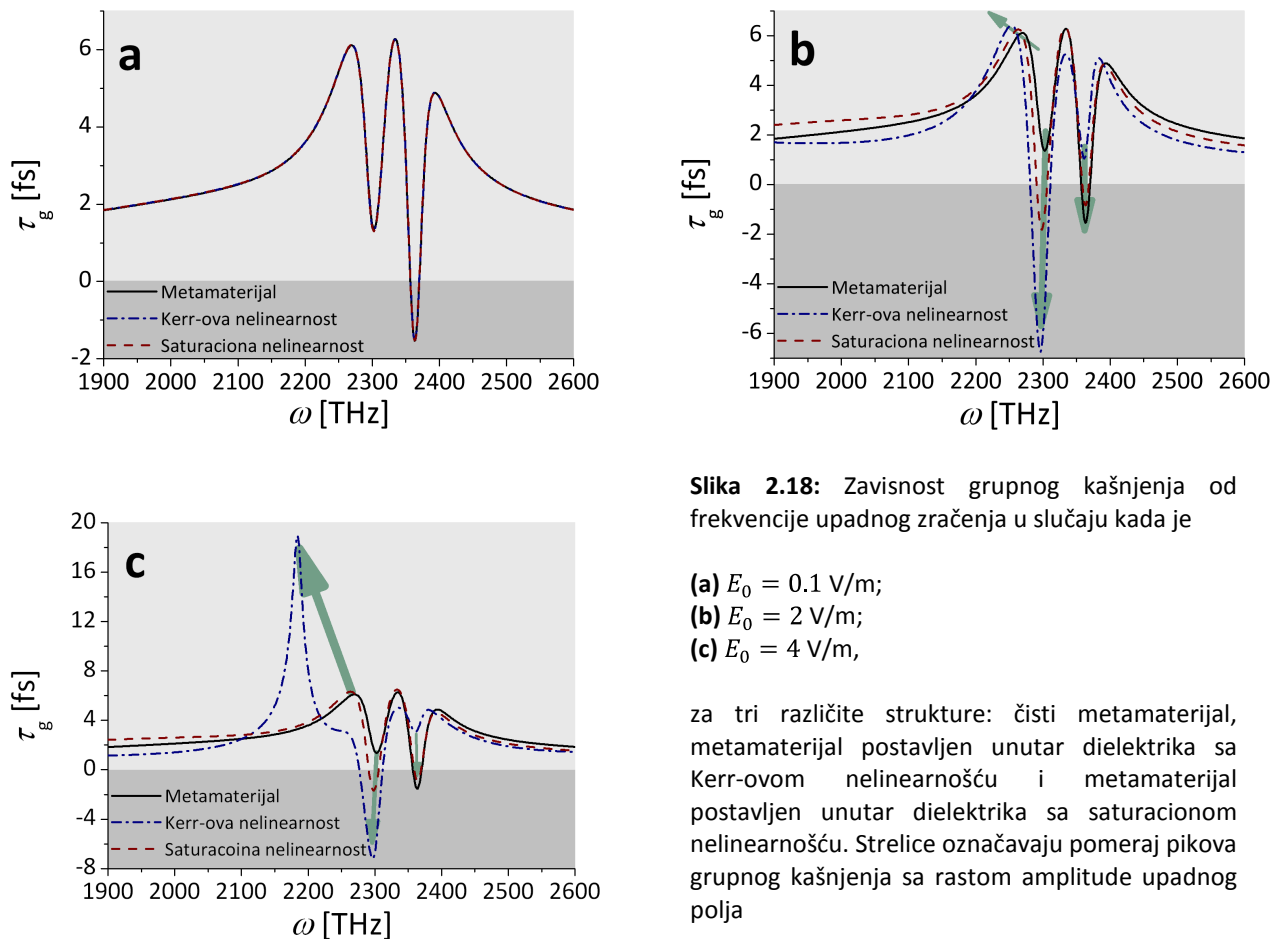 a
6
4
2
0
-2
τg [fs]
Metamaterijal
Kerr-ova nelinearnost
Saturaciona nelinearnost
1900 2000 2100 2200 2300 2400 2500 2600
ω [THz]
b
6
4
2
0
-2
-4
-6
τg [fs]
Metamaterijal
Kerr-ova nelinearnost
Saturaciona nelinearnost
1900 2000 2100 2200 2300 2400 2500 2600
ω [THz]
c
20
16
12
8
4
0
-4
-8
τg [fs]
Metamaterijal
Kerr-ova nelinearnost
Saturacoina nelinearnost
1900 2000 2100 2200 2300 2400 2500 2600
ω [THz]
Slika 2.18: Zavisnost grupnog kašnjenja od
frekvencije upadnog zračenja u slučaju kada je
(a) E₀ = 0.1 V/m;
(b) E₀ = 2 V/m;
(c) E₀ = 4 V/m,
za tri različite strukture: čisti metamaterijal,
metamaterijal postavljen unutar dielektrika sa
Kerr-ovom nelinearnošću i metamaterijal
postavljen unutar dielektrika sa saturacionom
nelinearnošću. Strelice označavaju pomeraj pikova
grupnog kašnjenja sa rastom amplitude upadnog
polja